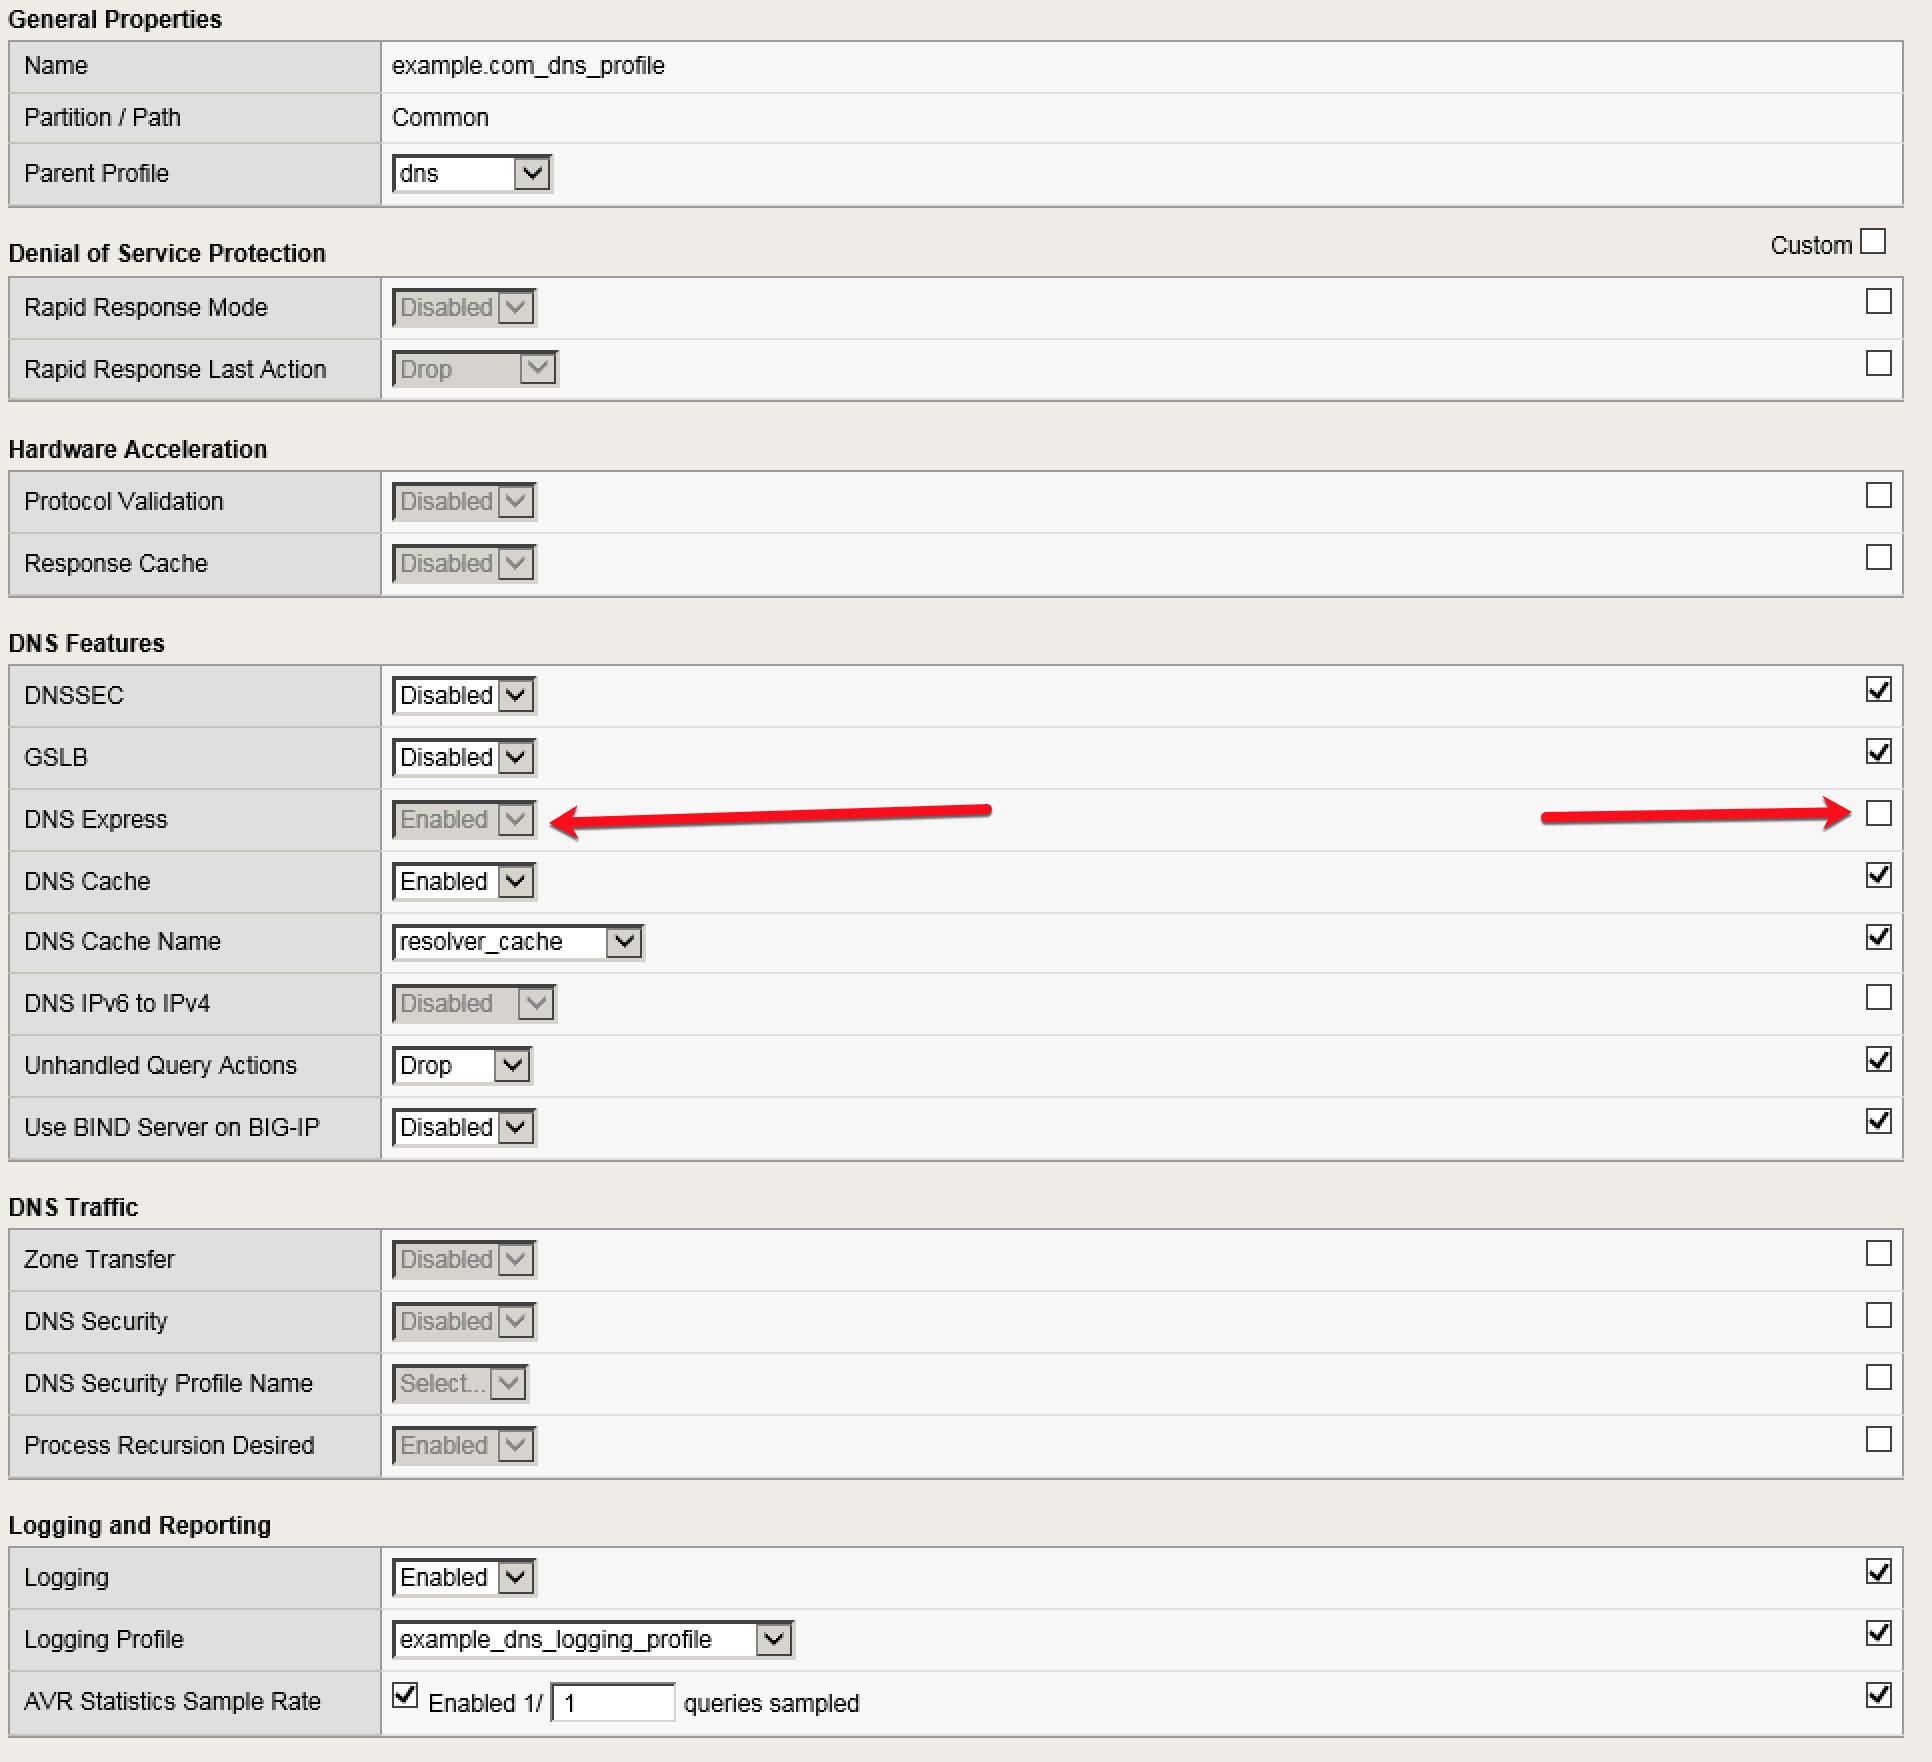 General Properties
Name example.com_dns_profile
Partition / Path Common
Parent Profile dns
Denial of Service Protection Custom
Rapid Response Mode Disabled
Rapid Response Last Action Drop
Hardware Acceleration
Protocol Validation Disabled
Response Cache Disabled
DNS Features
DNSSEC Disabled
GSLB Disabled
DNS Express Enabled
DNS Cache Enabled
DNS Cache Name resolver_cache
DNS IPv6 to IPv4 Disabled
Unhandled Query Actions Drop
Use BIND Server on BIG-IP Disabled
DNS Traffic
Zone Transfer Disabled
DNS Security Disabled
DNS Security Profile Name Select...
Process Recursion Desired Enabled
Logging and Reporting
Logging Enabled
Logging Profile example_dns_logging_profile
AVR Statistics Sample Rate Enabled 1/ 1 queries sampled